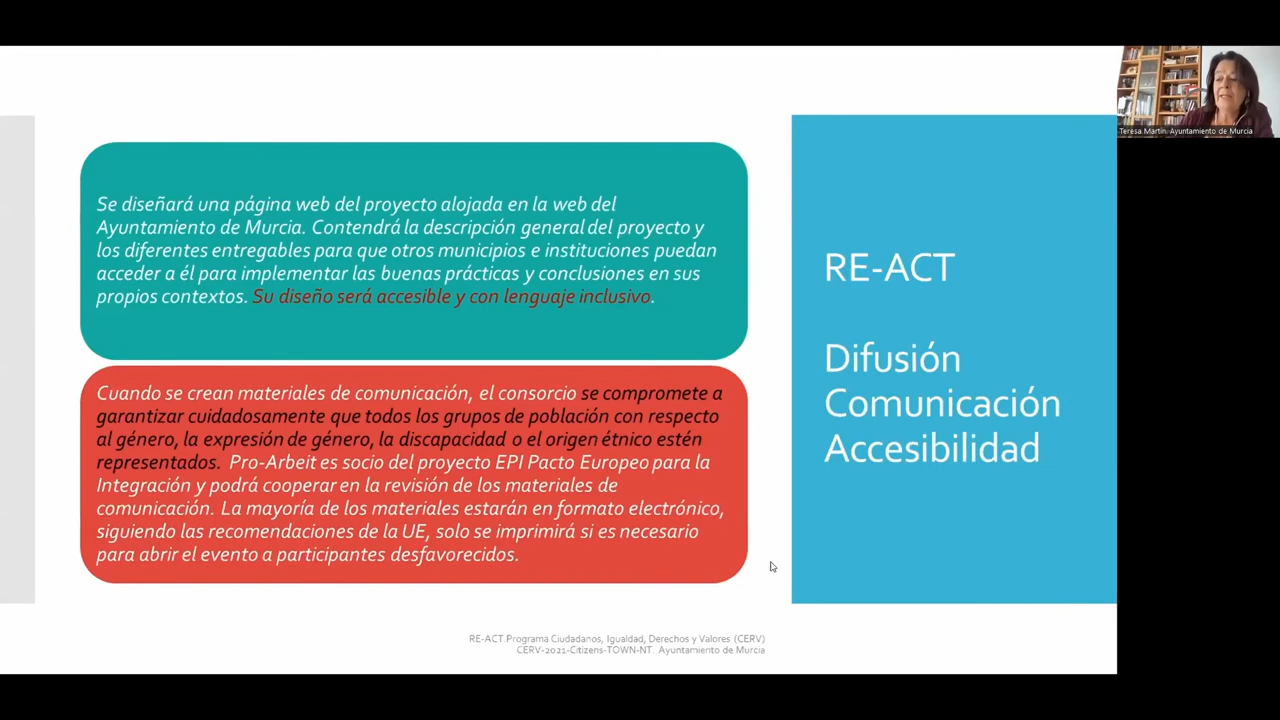 Se diseñará una página web del proyecto alojada en la web del
Ayuntamiento de Murcia. Contendrá la descripción general del proyecto y
los diferentes entregables para que otros municipios e instituciones puedan
acceder a él para implementar las buenas prácticas y conclusiones en sus
propios contextos. Su diseño será accesible y con lenguaje inclusivo.
Cuando se crean materiales de comunicación, el consorcio se compromete a
garantizar cuidadosamente que todos los grupos de población con respecto
al género, la expresión de género, la discapacidad o el origen étnico estén
representados. Pro-Arbeit es socio del proyecto EPI Pacto Europeo para la
Integración y podrá cooperar en la revisión de los materiales de
comunicación. La mayoría de los materiales estarán en formato electrónico,
siguiendo las recomendaciones de la UE, solo se imprimirá si es necesario
para abrir el evento a participantes desfavorecidos.
RE-ACT
Difusión
Comunicación
Accesibilidad
RE-ACT.Programa Ciudadanos, Igualdad, Derechos y Valores (CERV)
CERV-2021-Citizens-TOWN-NT. Ayuntamiento de Murcia
Teresa Martín. Ayuntamiento de Murcia